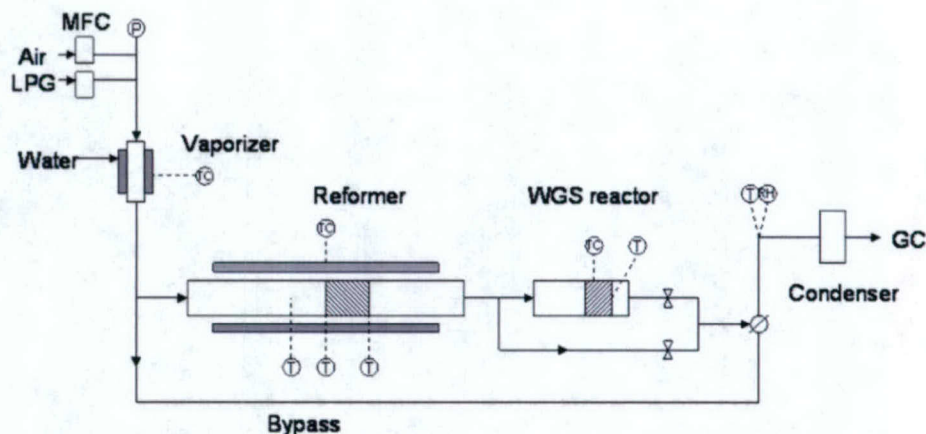 MFC
P
Air
LPG
Water
Vaporizer
TC
Reformer
TC
WGS reactor
TC
T
T
RH
GC
Condenser
T
T
T
Bypass